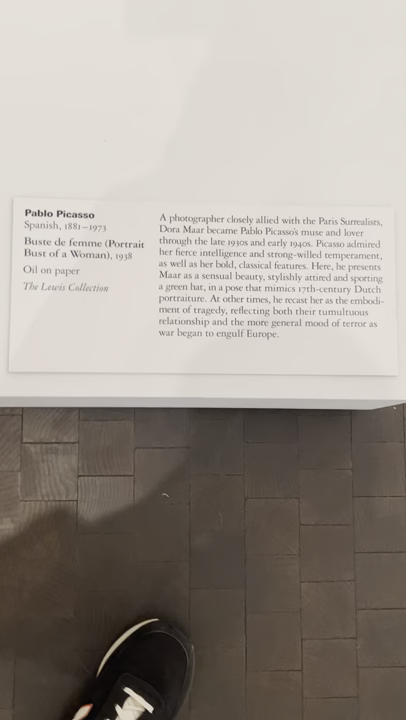 Pablo Picasso
Spanish, 1881–1973
Buste de femme (Portrait
Bust of a Woman), 1938
Oil on paper
The Lewis Collection
A photographer closely allied with the Paris Surrealists,
Dora Maar became Pablo Picasso's muse and lover
through the late 1930s and early 1940s. Picasso admired
her fierce intelligence and strong-willed temperament,
as well as her bold, classical features. Here, he presents
Maar as a sensual beauty, stylishly attired and sporting
a green hat, in a pose that mimics 17th-century Dutch
portraiture. At other times, he recast her as the embodi-
ment of tragedy, reflecting both their tumultuous
relationship and the more general mood of terror as
war began to engulf Europe.